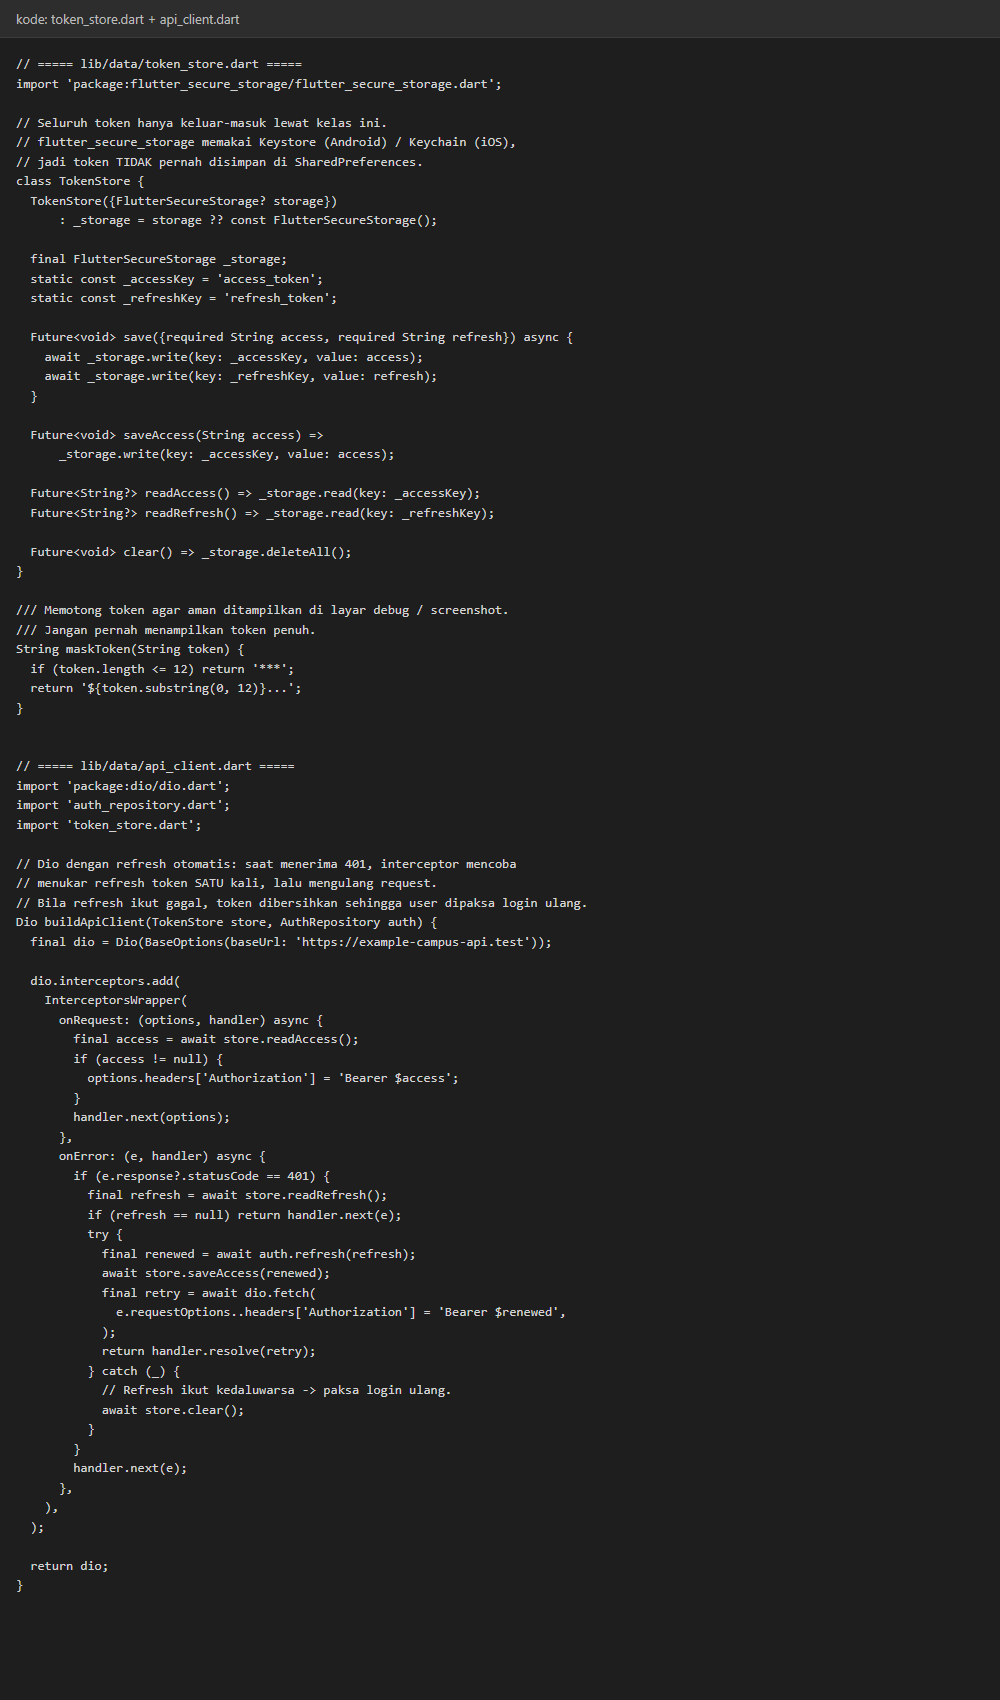 kode: token_store.dart + api_client.dart
// ===== lib/data/token_store.dart =====
import 'package:flutter_secure_storage/flutter_secure_storage.dart';

// Seluruh token hanya keluar-masuk lewat kelas ini.
// flutter_secure_storage memakai Keystore (Android) / Keychain (iOS),
// jadi token TIDAK pernah disimpan di SharedPreferences.
class TokenStore {
  TokenStore({FlutterSecureStorage? storage})
      : _storage = storage ?? const FlutterSecureStorage();

  final FlutterSecureStorage _storage;
  static const _accessKey = 'access_token';
  static const _refreshKey = 'refresh_token';

  Future<void> save({required String access, required String refresh}) async {
    await _storage.write(key: _accessKey, value: access);
    await _storage.write(key: _refreshKey, value: refresh);
  }

  Future<void> saveAccess(String access) =>
      _storage.write(key: _accessKey, value: access);

  Future<String?> readAccess() => _storage.read(key: _accessKey);
  Future<String?> readRefresh() => _storage.read(key: _refreshKey);

  Future<void> clear() => _storage.deleteAll();
}

/// Memotong token agar aman ditampilkan di layar debug / screenshot.
/// Jangan pernah menampilkan token penuh.
String maskToken(String token) {
  if (token.length <= 12) return '***';
  return '${token.substring(0, 12)}...';
}

// ===== lib/data/api_client.dart =====
import 'package:dio/dio.dart';
import 'auth_repository.dart';
import 'token_store.dart';

// Dio dengan refresh otomatis: saat menerima 401, interceptor mencoba
// menukar refresh token SATU kali, lalu mengulang request.
// Bila refresh ikut gagal, token dibersihkan sehingga user dipaksa login ulang.
Dio buildApiClient(TokenStore store, AuthRepository auth) {
  final dio = Dio(BaseOptions(baseUrl: 'https://example-campus-api.test'));

  dio.interceptors.add(
    InterceptorsWrapper(
      onRequest: (options, handler) async {
        final access = await store.readAccess();
        if (access != null) {
          options.headers['Authorization'] = 'Bearer $access';
        }
        handler.next(options);
      },
      onError: (e, handler) async {
        if (e.response?.statusCode == 401) {
          final refresh = await store.readRefresh();
          if (refresh == null) return handler.next(e);
          try {
            final renewed = await auth.refresh(refresh);
            await store.saveAccess(renewed);
            final retry = await dio.fetch(
              e.requestOptions..headers['Authorization'] = 'Bearer $renewed',
            );
            return handler.resolve(retry);
          } catch (_) {
            // Refresh ikut kedaluwarsa -> paksa login ulang.
            await store.clear();
          }
        }
        handler.next(e);
      },
    ),
  );

  return dio;
}